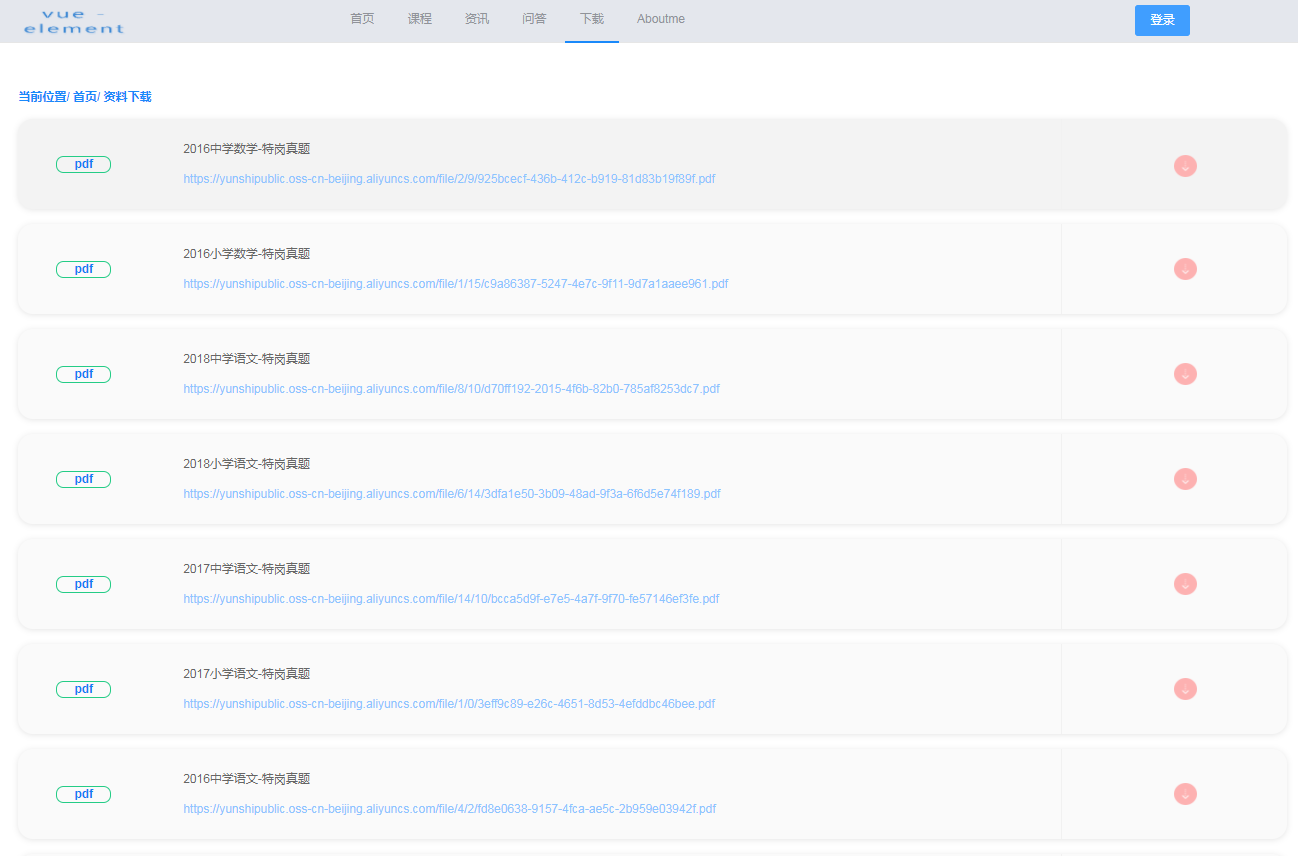 vue -
element
首页 课程 资讯 问答 下载 Aboutme 登录
当前位置/ 首页/ 资料下载
pdf
2016中学数学-特岗真题
https://yunshipublic.oss-cn-beijing.aliyuncs.com/file/2/9/925bcecf-436b-412c-b919-81d83b19f89f.pdf
pdf
2016小学数学-特岗真题
https://yunshipublic.oss-cn-beijing.aliyuncs.com/file/1/15/c9a86387-5247-4e7c-9f11-9d7a1aaee961.pdf
pdf
2018中学语文-特岗真题
https://yunshipublic.oss-cn-beijing.aliyuncs.com/file/8/10/d70ff192-2015-4f6b-82b0-785af8253dc7.pdf
pdf
2018小学语文-特岗真题
https://yunshipublic.oss-cn-beijing.aliyuncs.com/file/6/14/3dfa1e50-3b09-48ad-9f3a-6f6d5e74f189.pdf
pdf
2017中学语文-特岗真题
https://yunshipublic.oss-cn-beijing.aliyuncs.com/file/14/10/bcca5d9f-e7e5-4a7f-9f70-fe57146ef3fe.pdf
pdf
2017小学语文-特岗真题
https://yunshipublic.oss-cn-beijing.aliyuncs.com/file/1/0/3eff9c89-e26c-4651-8d53-4efddbc46bee.pdf
pdf
2016中学语文-特岗真题
https://yunshipublic.oss-cn-beijing.aliyuncs.com/file/4/2/fd8e0638-9157-4fca-ae5c-2b959e03942f.pdf